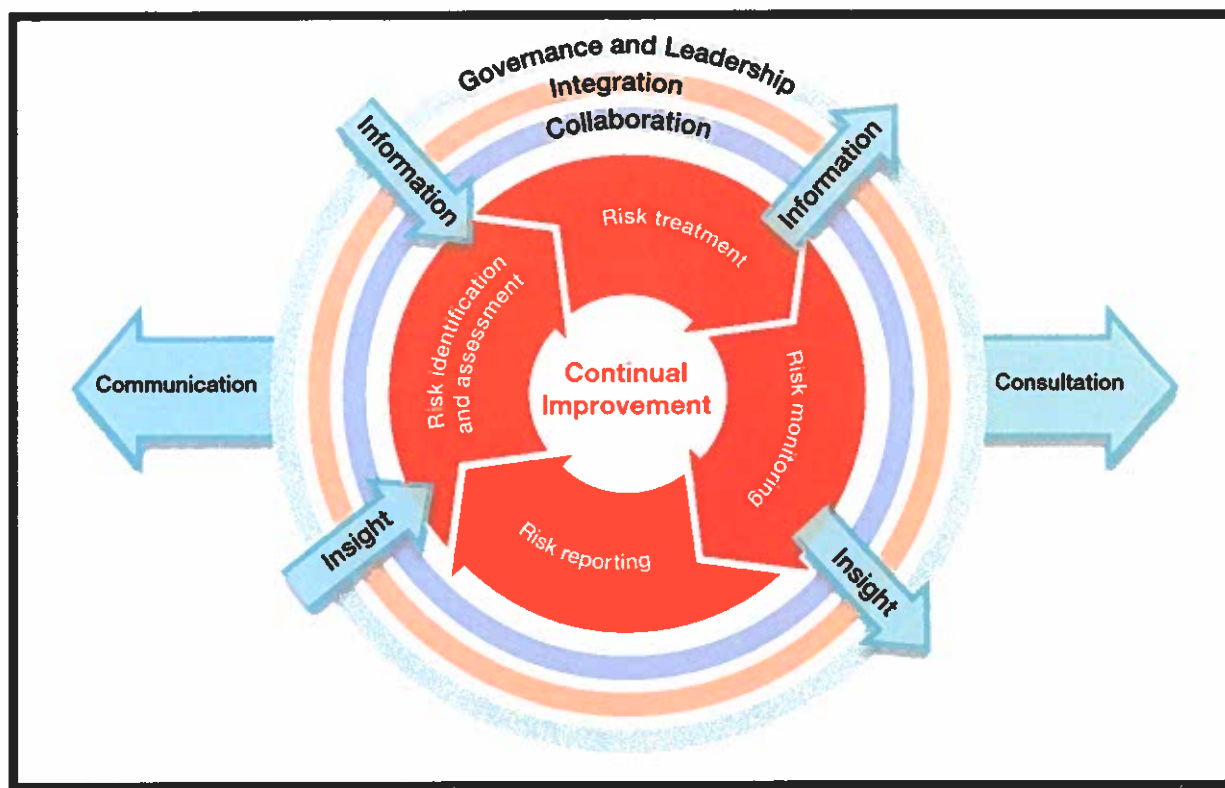 Governance and Leadership
Integration
Collaboration
Information
Information
Risk treatment
Risk identification
and assessment
Continual
Improvement
Risk monitoring
Communication
Consultation
Risk reporting
Insight
Insight